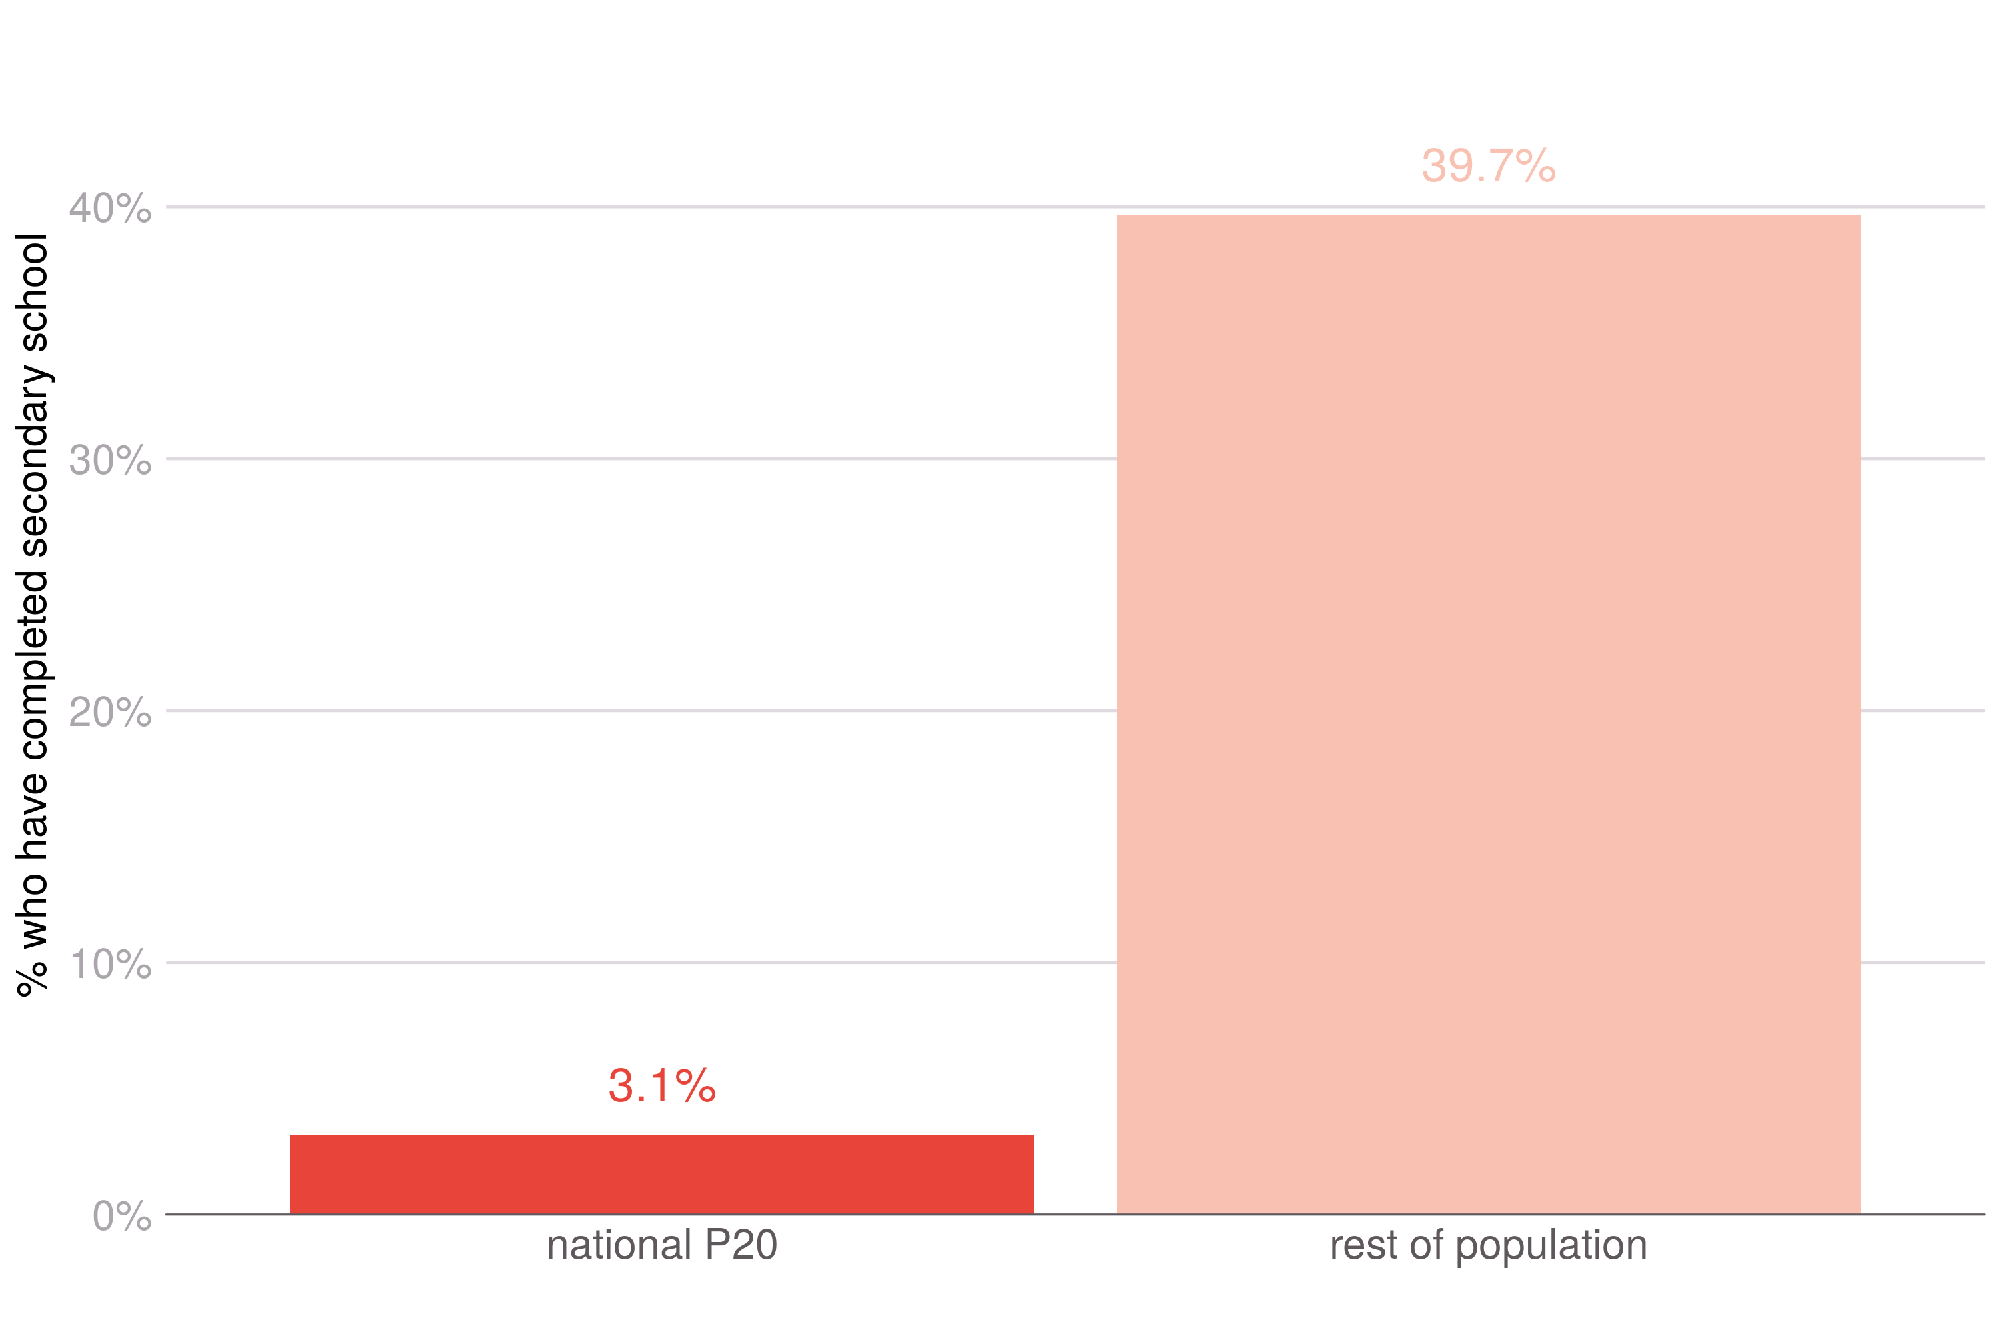 % who have completed secondary school
40%
30%
20%
10%
0%
39.7%
3.1%
national P20
rest of population